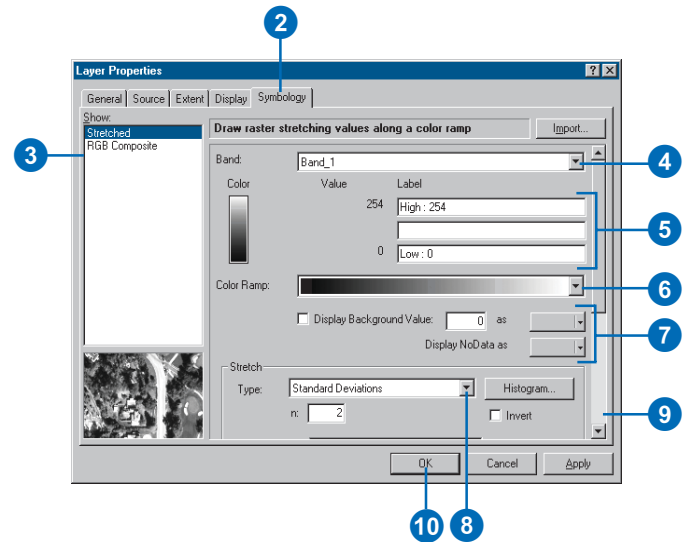 2
Layer Properties
General Source Extent Display Symbology
Show:
Stretched
RGB Composite
Draw raster stretching values along a color ramp
Import...
3
Band:
Band_1
4
Color Value Label
254 High : 254
5
0 Low : 0
Color Ramp:
6
Display Background Value: 0 as
7
Display NoData as
Stretch
Type: Standard Deviations
Histogram...
n: 2
Invert
9
OK Cancel Apply
10
8